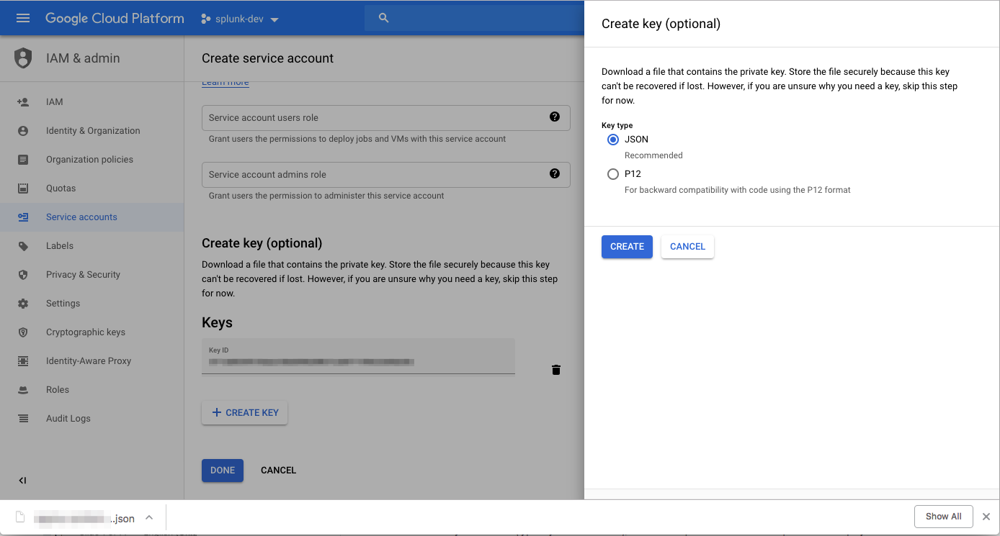 Google Cloud Platform
splunk-dev
IAM & admin
IAM
Identity & Organization
Organization policies
Quotas
Service accounts
Labels
Privacy & Security
Settings
Cryptographic keys
Identity-Aware Proxy
Roles
Audit Logs
Create service account
Learn more
Service account users role
Grant users the permissions to deploy jobs and VMs with this service account
Service account admins role
Grant users the permission to administer this service account
Create key (optional)
Download a file that contains the private key. Store the file securely because this key
can't be recovered if lost. However, if you are unsure why you need a key, skip this step
for now.
Keys
Key ID
CREATE KEY
DONE
CANCEL
Create key (optional)
Download a file that contains the private key. Store the file securely because this key
can't be recovered if lost. However, if you are unsure why you need a key, skip this step
for now.
Key type
JSON
Recommended
P12
For backward compatibility with code using the P12 format
CREATE
CANCEL
...json
Show All